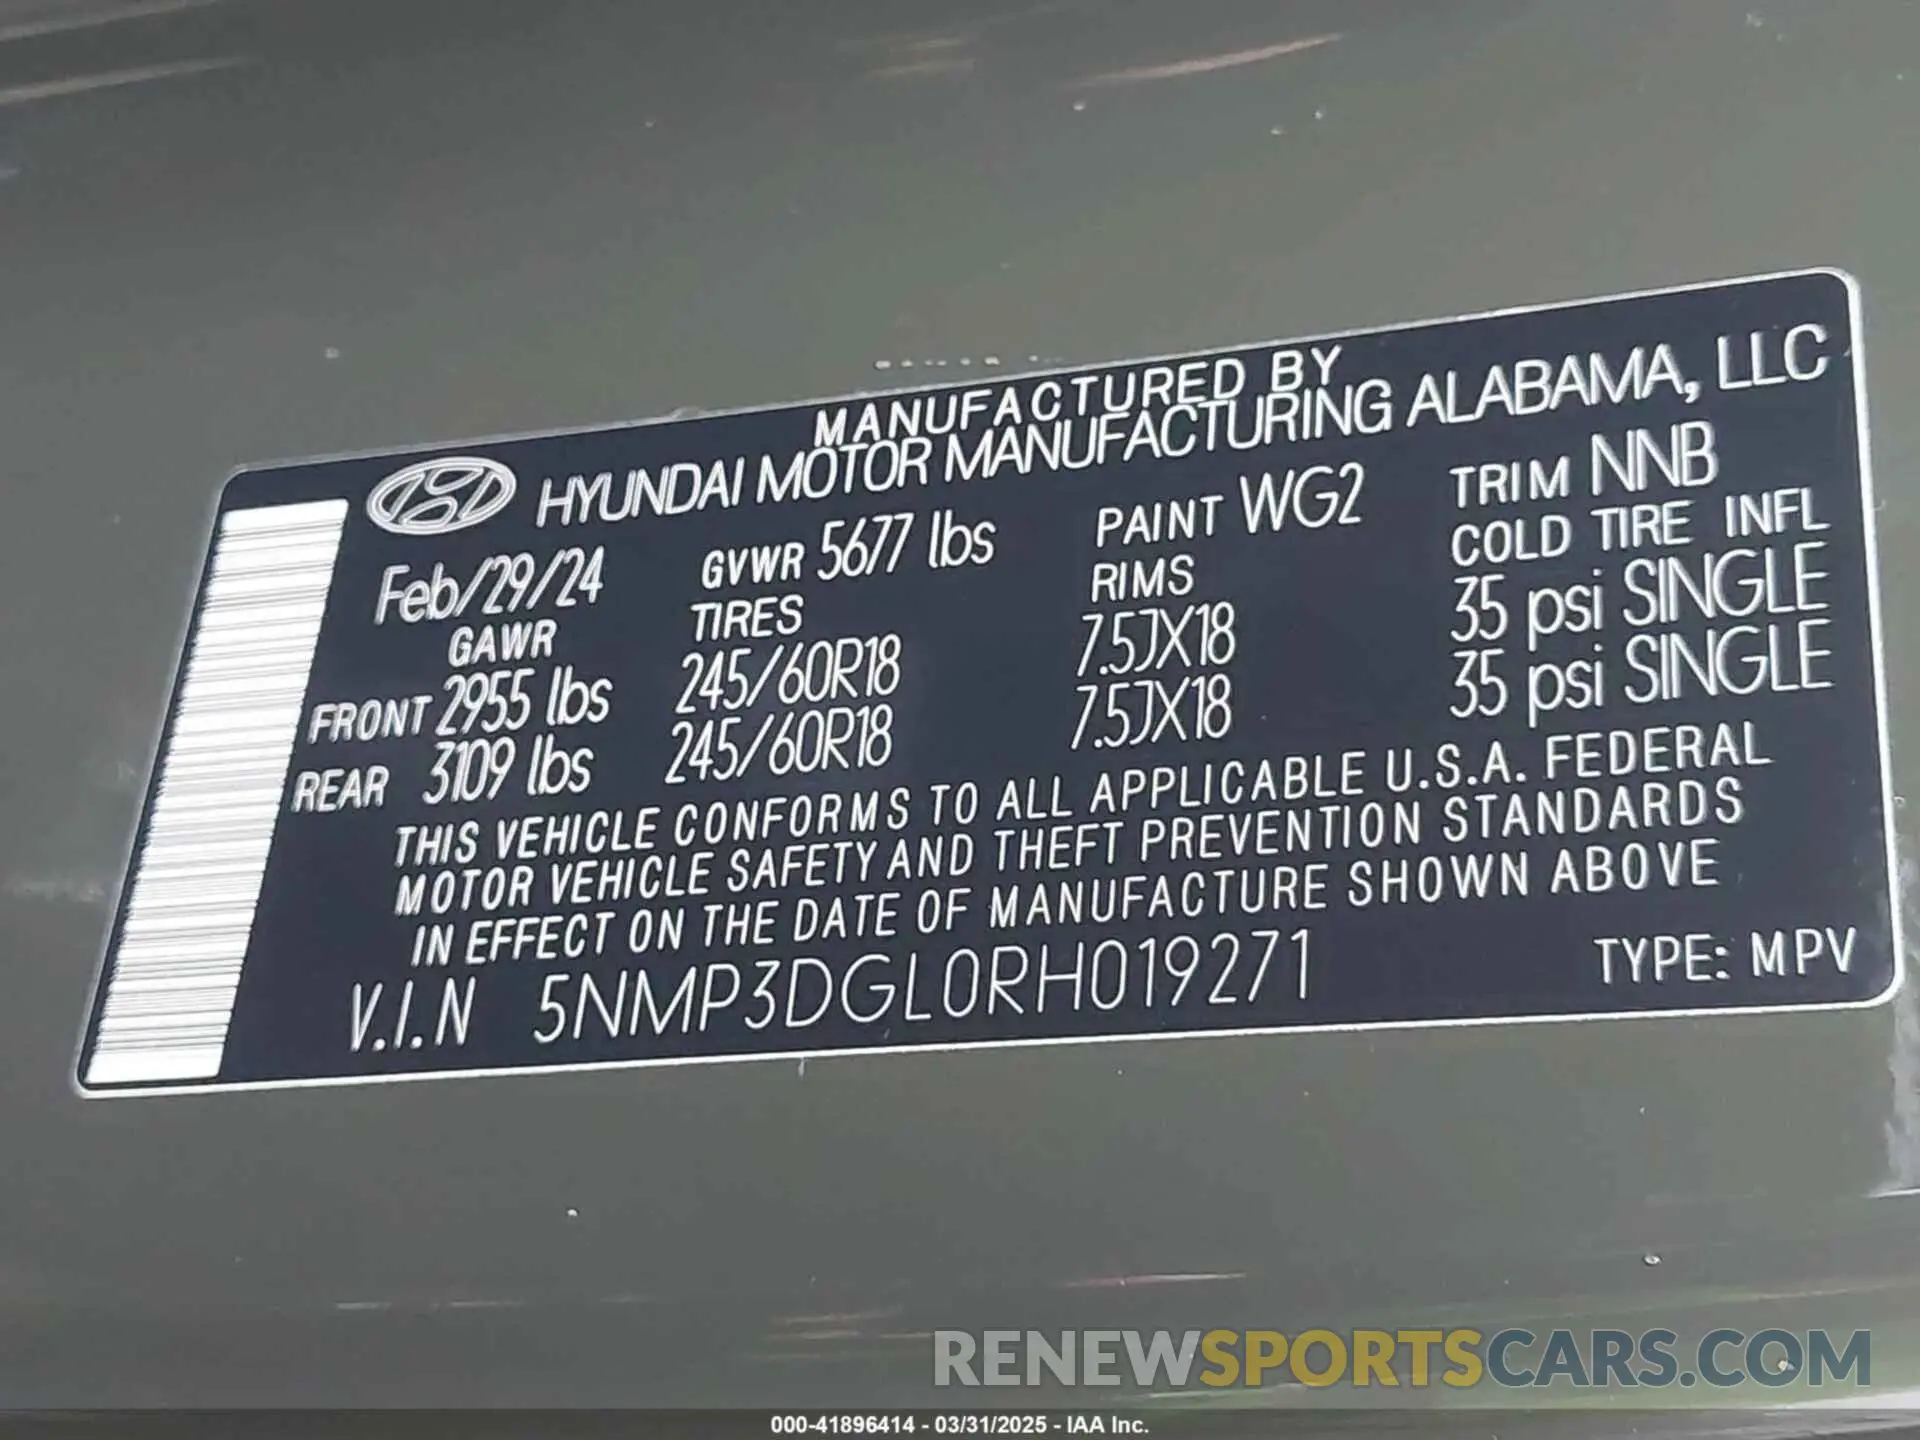 MANUFACTURED BY
HYUNDAI MOTOR MANUFACTURING ALABAMA, LLC
Feb/29/24 GVWR 5677 lbs PAINT WG2 TRIM NNB
GAWR TIRES RIMS COLD TIRE INFL
FRONT 2955 lbs 245/60R18 7.5JX18 35 psi SINGLE
REAR 3109 lbs 245/60R18 7.5JX18 35 psi SINGLE
THIS VEHICLE CONFORMS TO ALL APPLICABLE U.S.A. FEDERAL
MOTOR VEHICLE SAFETY AND THEFT PREVENTION STANDARDS
IN EFFECT ON THE DATE OF MANUFACTURE SHOWN ABOVE
V.I.N 5NMP3DGL0RH019271 TYPE: MPV
RENEWSPORTSCARS.COM
000-41896414 - 03/31/2025 - IAA Inc.